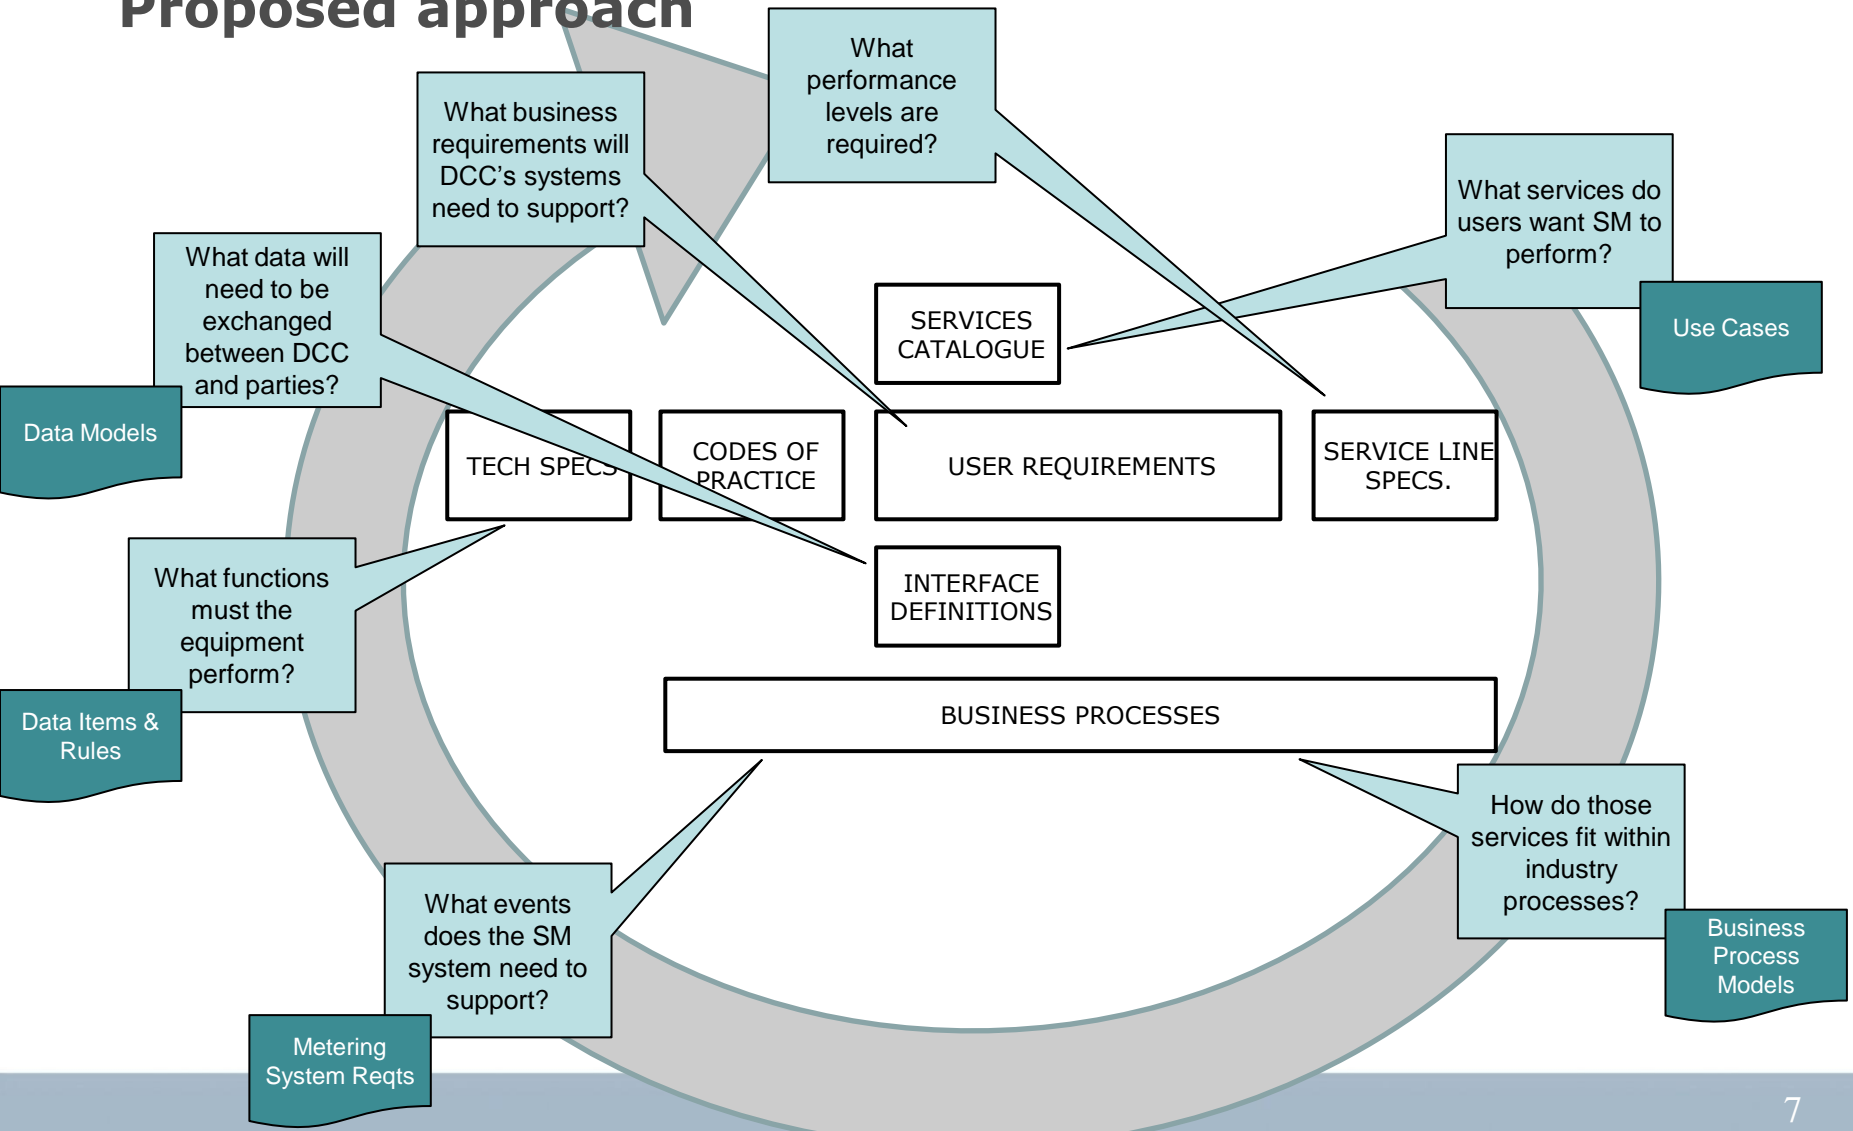 Proposed approach
What
performance
levels are
required?
What business
requirements will
DCC's systems
need to support?
What services do
users want SM to
perform?
Use Cases
What data will
need to be
exchanged
between DCC
and parties?
Data Models
SERVICES
CATALOGUE
TECH SPECS
CODES OF
PRACTICE
USER REQUIREMENTS
SERVICE LINE
SPECS.
What functions
must the
equipment
perform?
Data Items &
Rules
INTERFACE
DEFINITIONS
BUSINESS PROCESSES
How do those
services fit within
industry
processes?
Business
Process
Models
What events
does the SM
system need to
support?
Metering
System Reqts
7